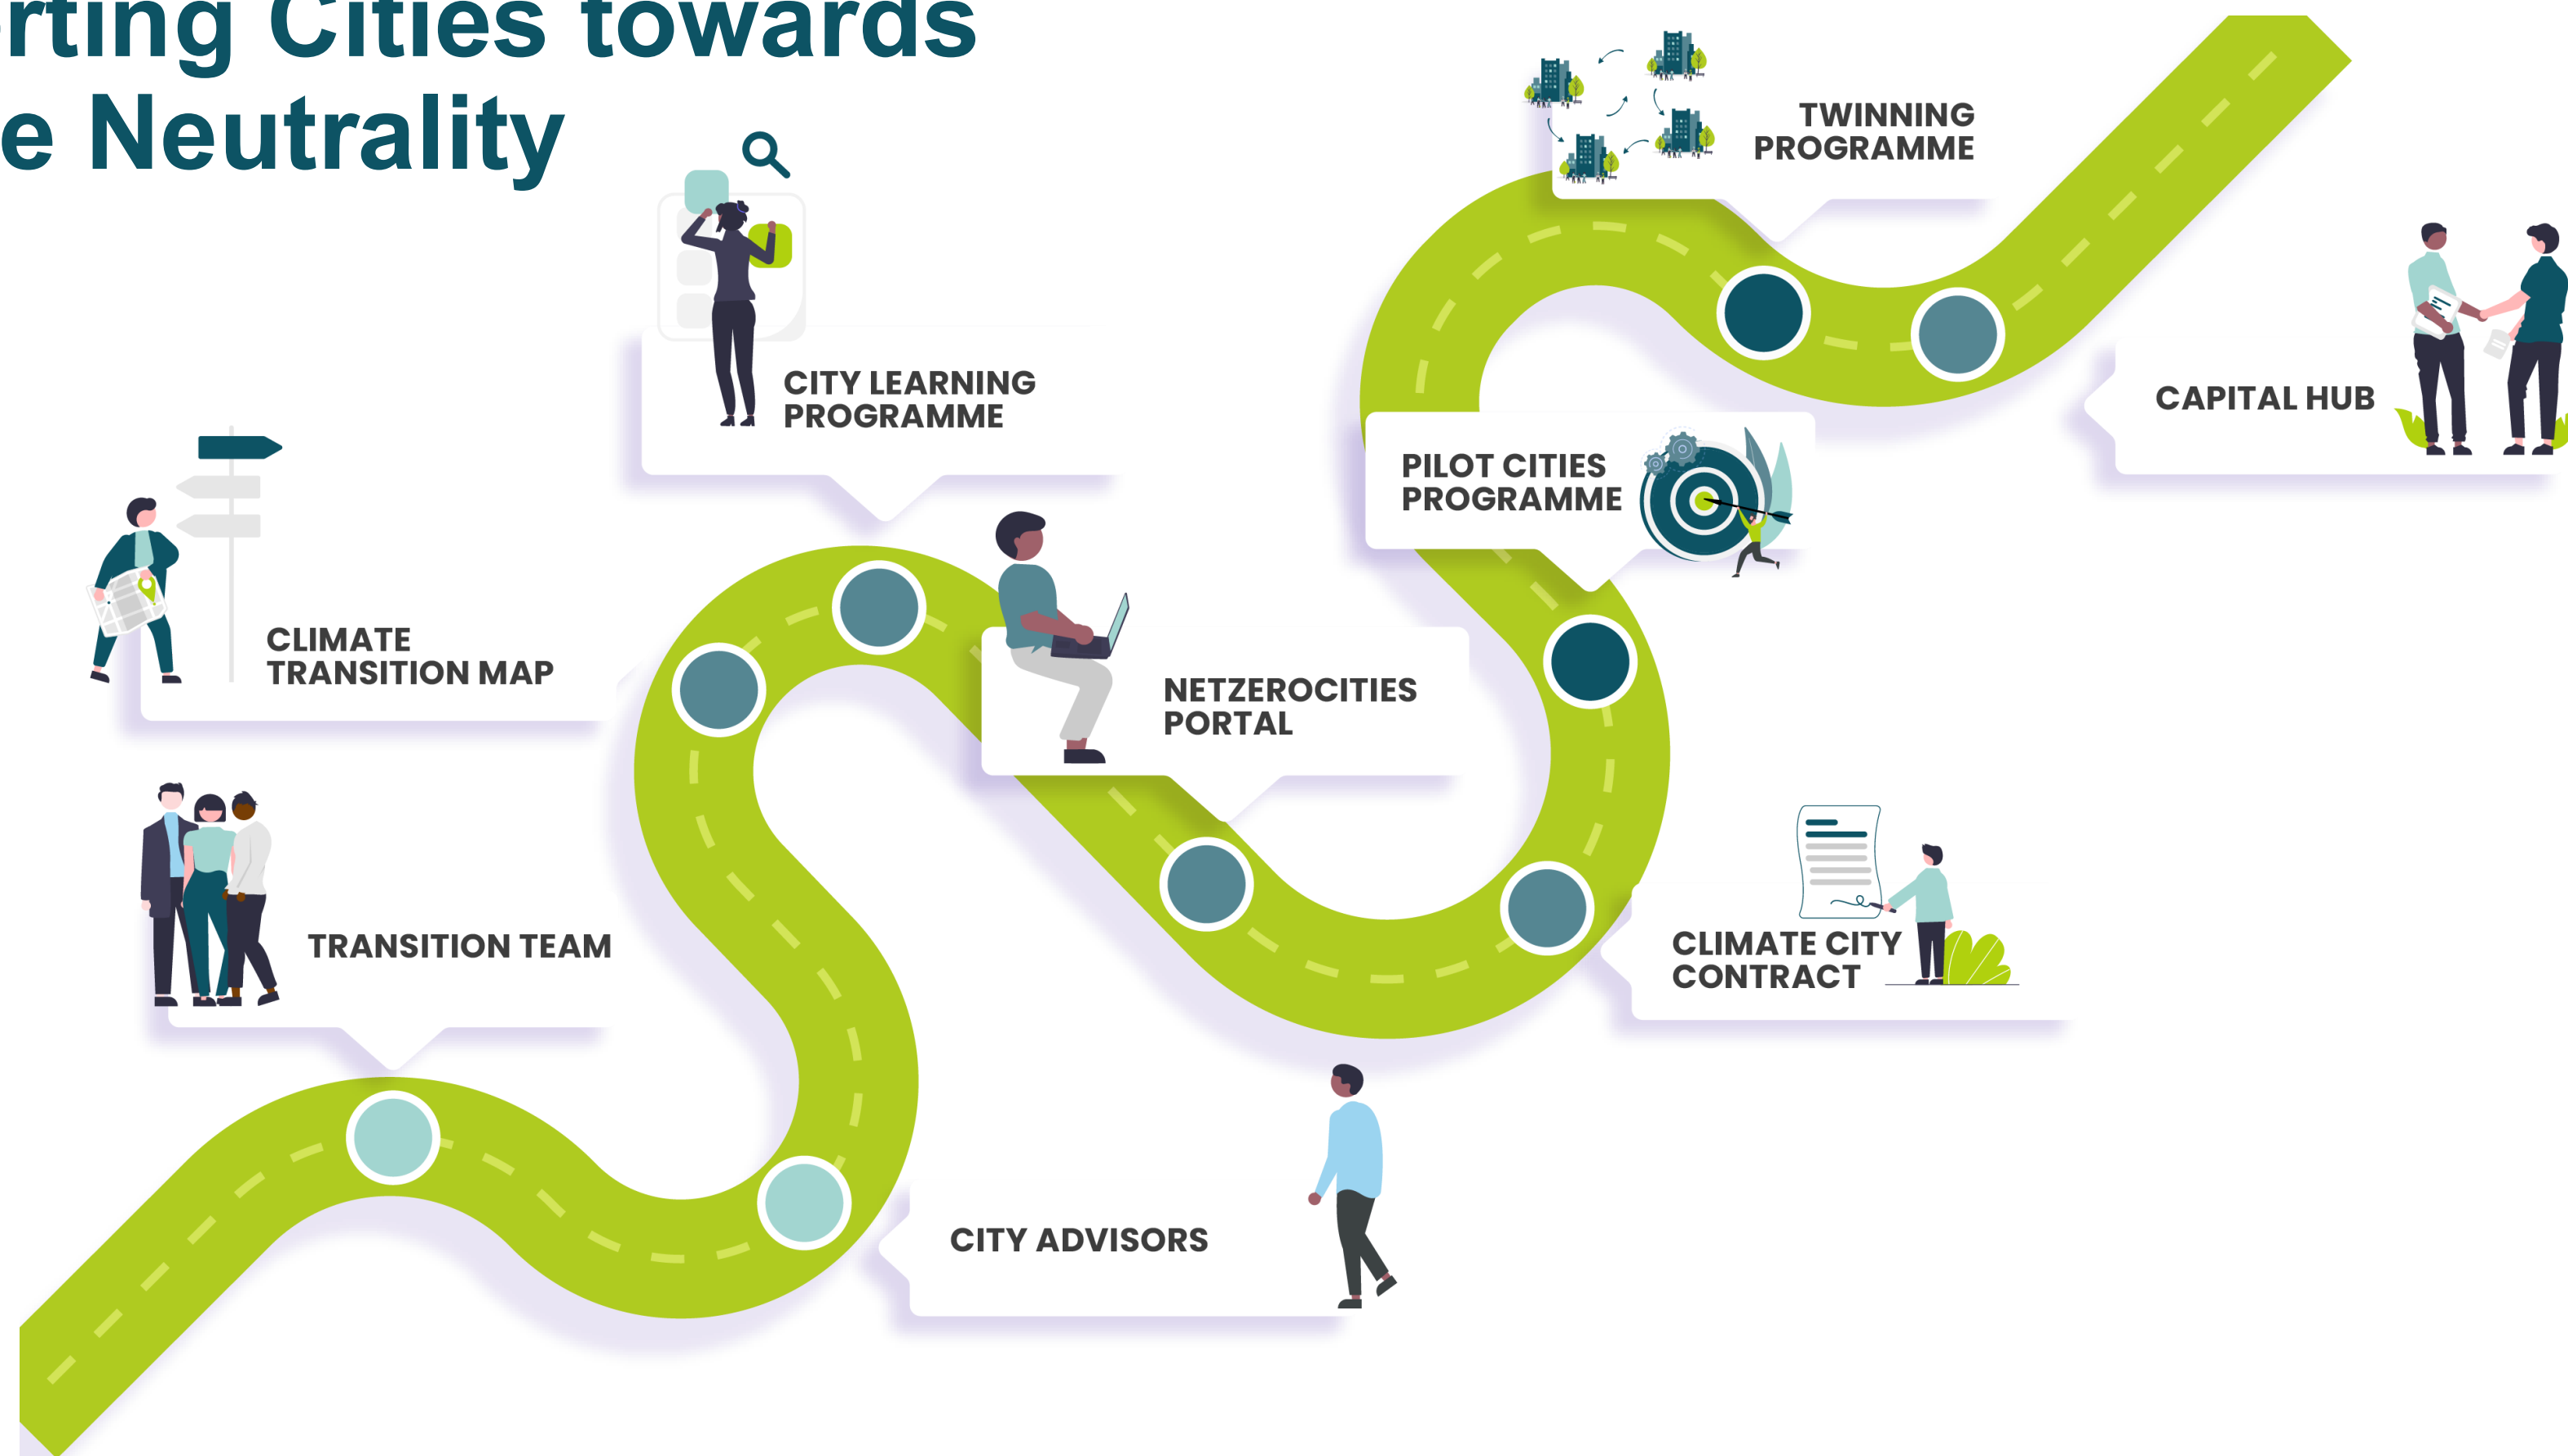 rting Cities towards
e Neutrality
TWINNING
PROGRAMME
CITY LEARNING
PROGRAMME
CAPITAL HUB
PILOT CITIES
PROGRAMME
CLIMATE
TRANSITION MAP
NETZEROCITIES
PORTAL
TRANSITION TEAM
CLIMATE CITY
CONTRACT
CITY ADVISORS